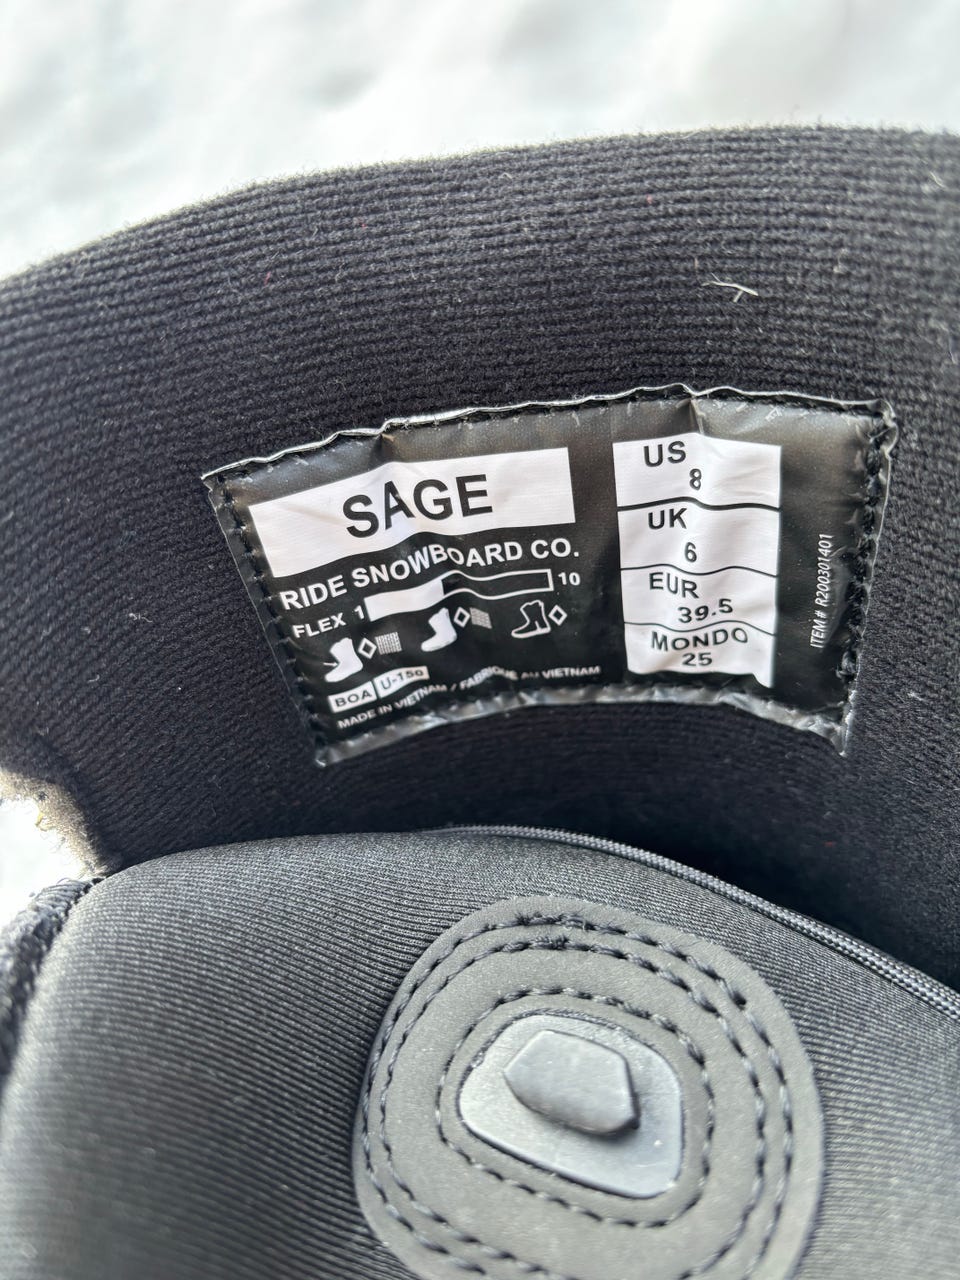 SAGE
RIDE SNOWBOARD CO.
FLEX 1 10
BOA U-150
MADE IN VIETNAM / FABRIQUE AU VIETNAM
US
8
UK
6
EUR
39.5
MONDO
25
ITEM# R200301401